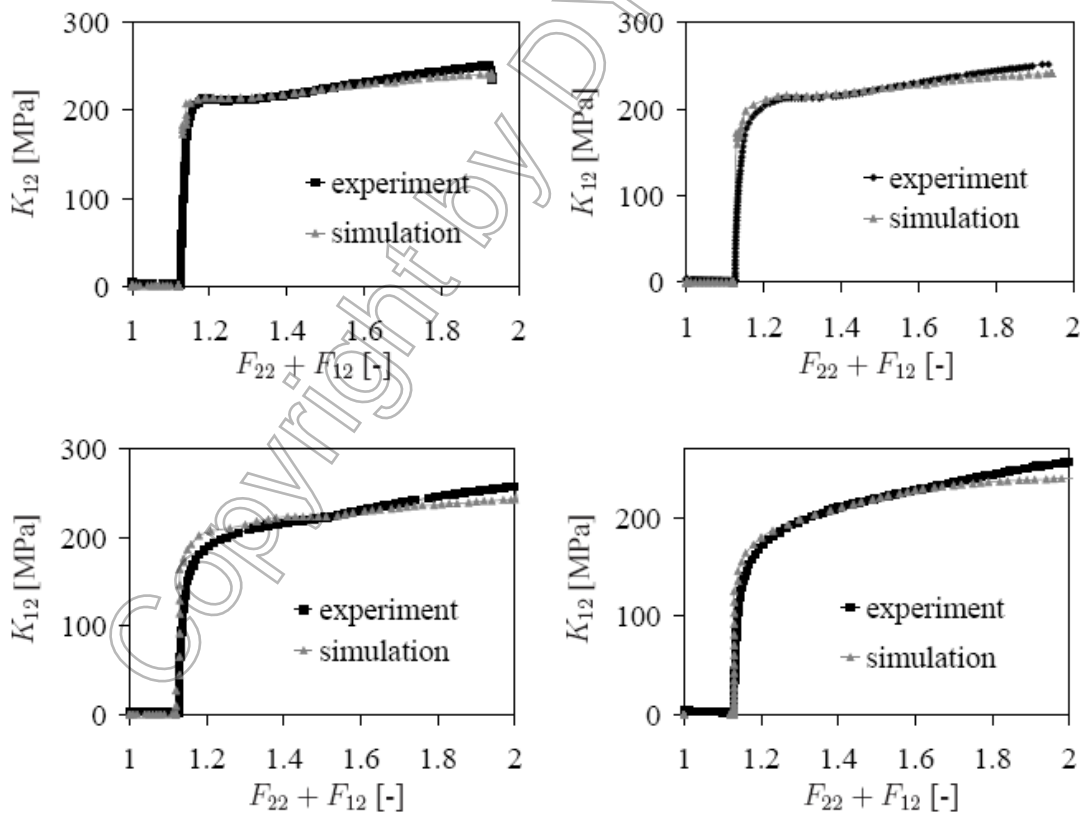 300
200
100
0
K12 [MPa]
experiment
simulation
1 1.2 1.4 1.6 1.8 2
F22 + F12 [-]
300
200
100
0
K12 [MPa]
experiment
simulation
1 1.2 1.4 1.6 1.8 2
F22 + F12 [-]
300
200
100
0
K12 [MPa]
experiment
simulation
1 1.2 1.4 1.6 1.8 2
F22 + F12 [-]
200
100
0
K12 [MPa]
experiment
simulation
1 1.2 1.4 1.6 1.8 2
F22 + F12 [-]
Copyright by